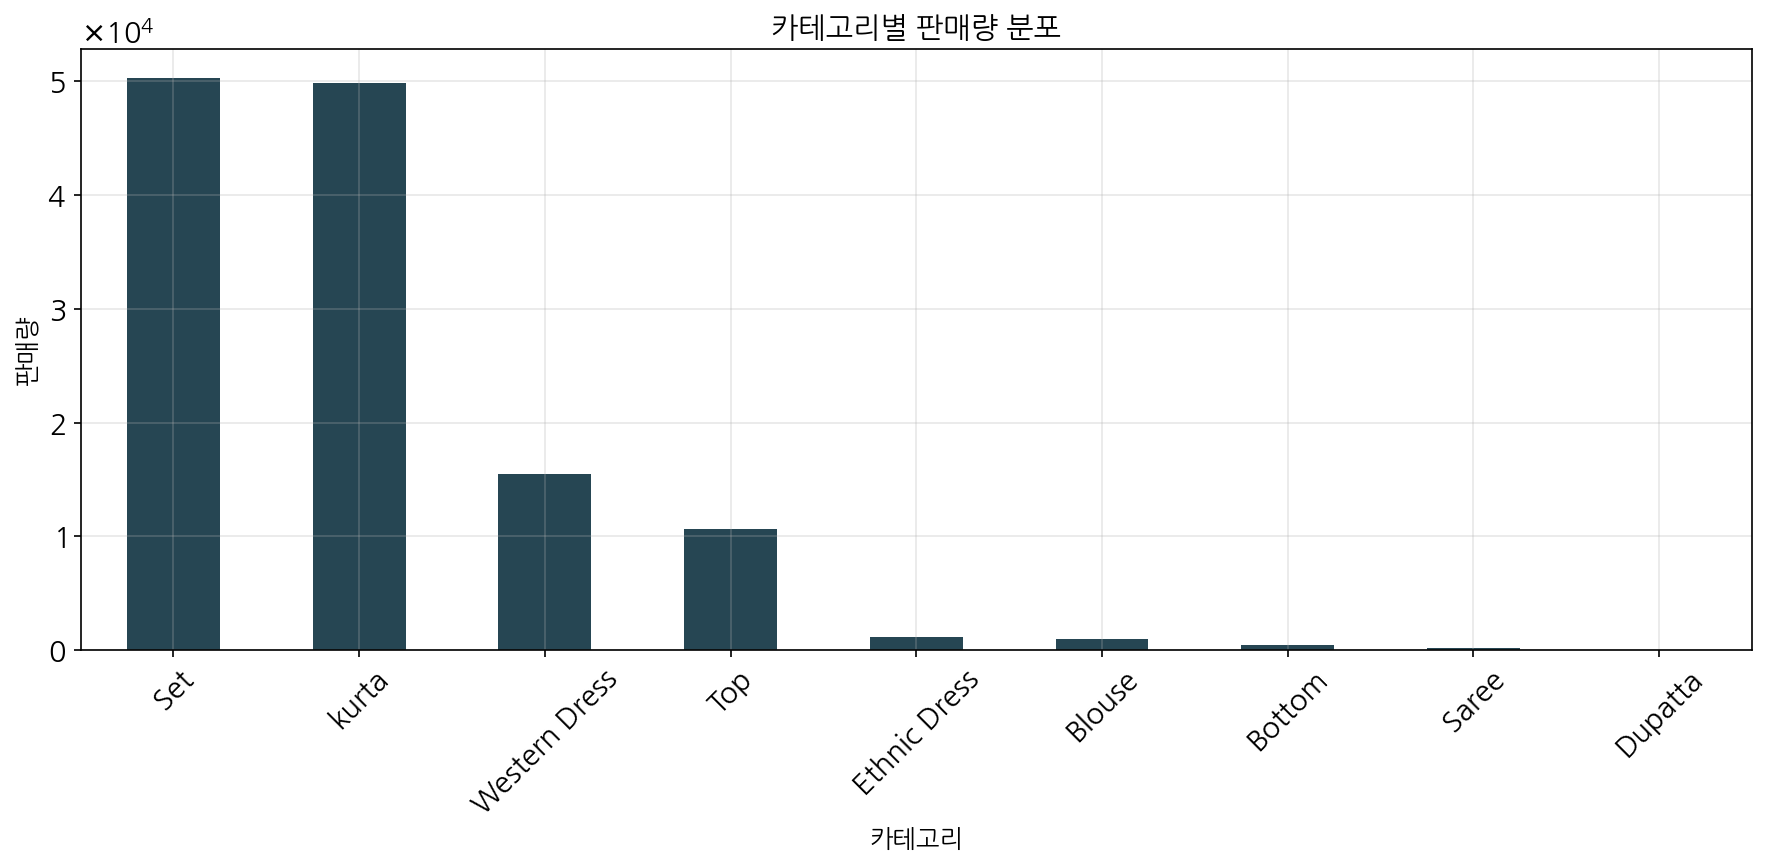 카테고리별 판매량 분포
×10⁴
5
4
3
2
1
0
판매량
Set
kurta
Western Dress
Top
Ethnic Dress
Blouse
Bottom
Saree
Dupatta
카테고리